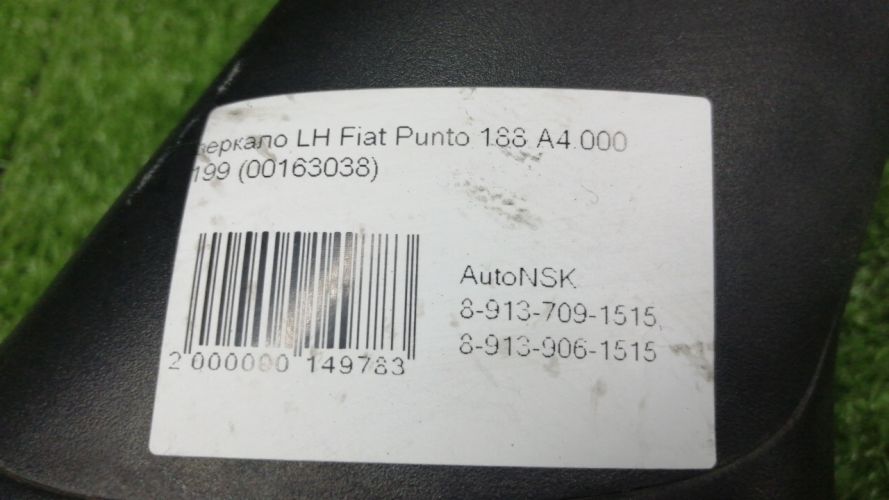 зеркало LH Fiat Punto 188 A4.000
199 (00163038)
AutoNSK
8-913-709-1515,
8-913-906-1515
2 000000 149783